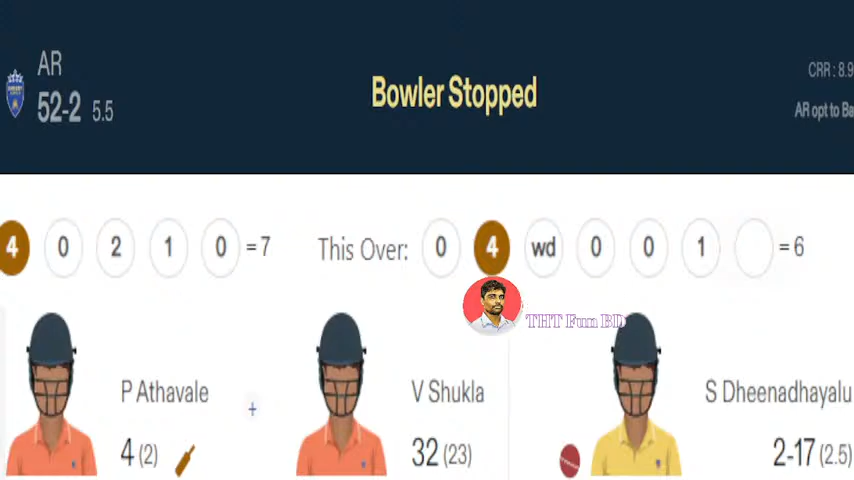 AR
52-2 5.5
Bowler Stopped
CRR : 8.9
AR opt to Ba
4 0 2 1 0 = 7
This Over: 0 4 wd 0 0 1 = 6
THT Fun BD
P Athavale
4 (2)
+
V Shukla
32 (23)
S Dheenadhayalu
2-17 (2.5)